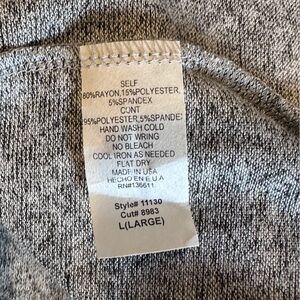 SELF
80%RAYON,15%POLYESTER,
5%SPANDEX
CONT
95%POLYESTER,5%SPANDEX
HAND WASH COLD
DO NOT WRING
NO BLEACH
COOL IRON AS NEEDED
FLAT DRY
MADE IN USA
HECHO EN E.U.A
RN#136611
Style# 11130
Cut# 8983
L(LARGE)